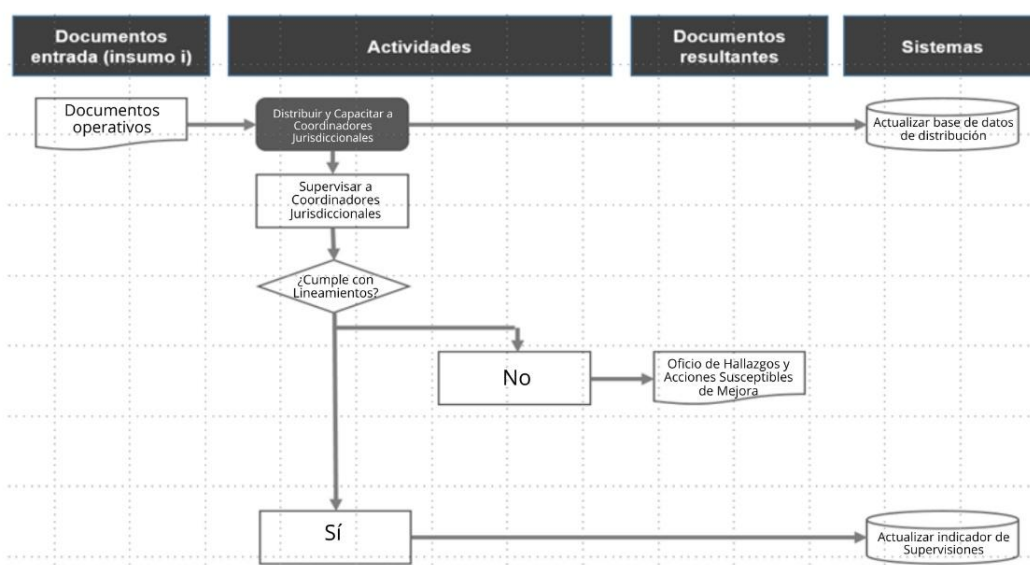 Documentos
entrada (insumo i)
Actividades
Documentos
resultantes
Sistemas
Documentos
operativos
Distribuir y Capacitar a
Coordinadores
Jurisdiccionales
Actualizar base de datos
de distribución
Supervisar a
Coordinadores
Jurisdiccionales
¿Cumple con
Lineamientos?
No
Oficio de Hallazgos y
Acciones Susceptibles
de Mejora
Sí
Actualizar indicador de
Supervisiones